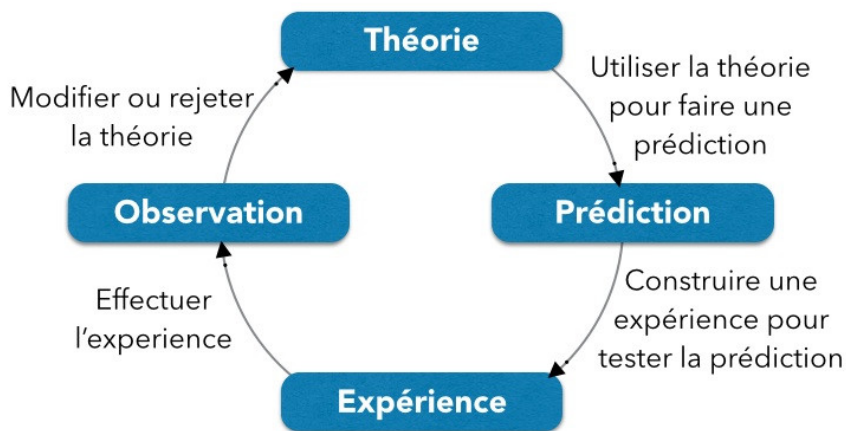 Théorie
Utiliser la théorie
pour faire une
prédiction
Prédiction
Construire une
expérience pour
tester la prédiction
Expérience
Effectuer
l'experience
Observation
Modifier ou rejeter
la théorie